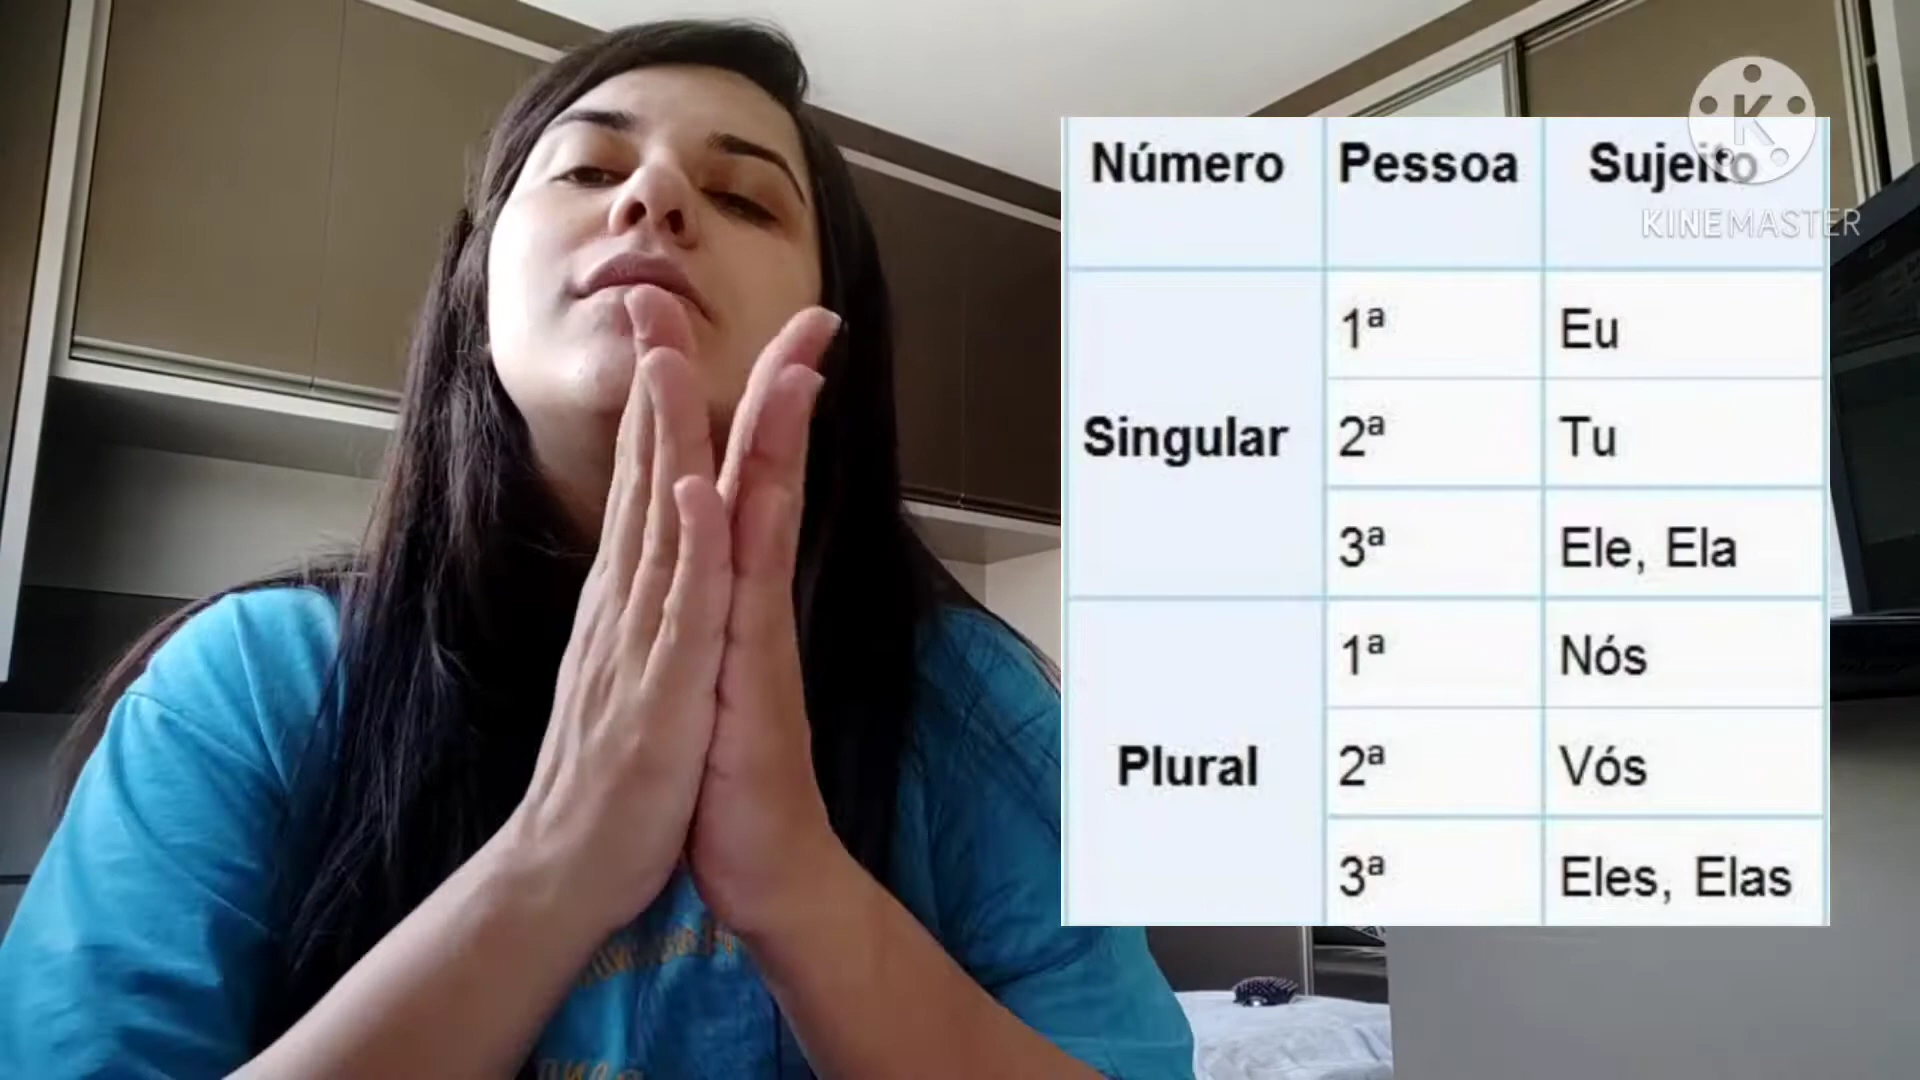 Número Pessoa Sujeito
Singular
1ª Eu
2ª Tu
3ª Ele, Ela
Plural
1ª Nós
2ª Vós
3ª Eles, Elas
K
KINEMASTER